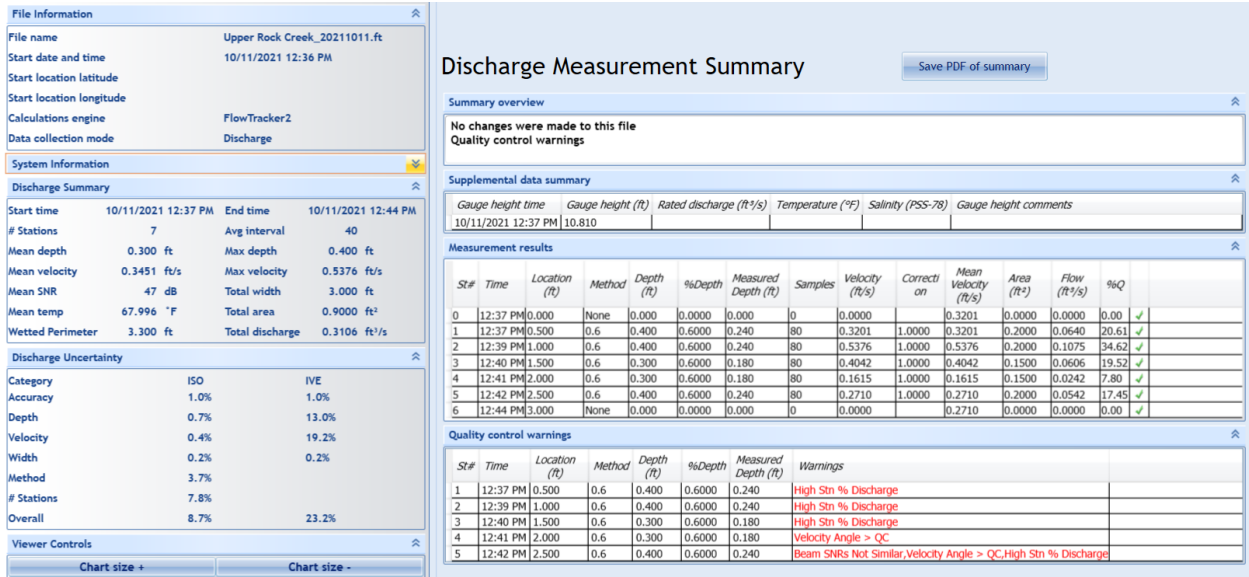 File Information
File name Upper Rock Creek_20211011.ft
Start date and time 10/11/2021 12:36 PM
Start location latitude
Start location longitude
Calculations engine FlowTracker2
Data collection mode Discharge
System Information
Discharge Summary
Start time 10/11/2021 12:37 PM End time 10/11/2021 12:44 PM
# Stations 7 Avg interval 40
Mean depth 0.300 ft Max depth 0.400 ft
Mean velocity 0.3451 ft/s Max velocity 0.5376 ft/s
Mean SNR 47 dB Total width 3.000 ft
Mean temp 67.996 °F Total area 0.9000 ft²
Wetted Perimeter 3.300 ft Total discharge 0.3106 ft³/s
Discharge Uncertainty
Category ISO IVE
Accuracy 1.0% 1.0%
Depth 0.7% 13.0%
Velocity 0.4% 19.2%
Width 0.2% 0.2%
Method 3.7%
# Stations 7.8%
Overall 8.7% 23.2%
Viewer Controls
Chart size + Chart size -
Discharge Measurement Summary
Save PDF of summary
Summary overview
No changes were made to this file
Quality control warnings
Supplemental data summary
Gauge height time Gauge height (ft) Rated discharge (ft³/s) Temperature (°F) Salinity (PSS-78) Gauge height comments
10/11/2021 12:37 PM 10.810
Measurement results
St# Time Location (ft) Method Depth (ft) %Depth Measured Depth (ft) Samples Velocity (ft/s) Correcti on Mean Velocity (ft/s) Area (ft²) Flow (ft³/s) %Q
0 12:37 PM 0.000 None 0.000 0.0000 0.000 0 0.0000 0.3201 0.0000 0.0000 0.00 ✓
1 12:37 PM 0.500 0.6 0.400 0.6000 0.240 80 0.3201 1.0000 0.3201 0.2000 0.0640 20.61 ✓
2 12:39 PM 1.000 0.6 0.400 0.6000 0.240 80 0.5376 1.0000 0.5376 0.2000 0.1075 34.62 ✓
3 12:40 PM 1.500 0.6 0.300 0.6000 0.180 80 0.4042 1.0000 0.4042 0.1500 0.0606 19.52 ✓
4 12:41 PM 2.000 0.6 0.300 0.6000 0.180 80 0.1615 1.0000 0.1615 0.1500 0.0242 7.80 ✓
5 12:42 PM 2.500 0.6 0.400 0.6000 0.240 80 0.2710 1.0000 0.2710 0.2000 0.0542 17.45 ✓
6 12:44 PM 3.000 None 0.000 0.0000 0.000 0 0.0000 0.2710 0.0000 0.0000 0.00 ✓
Quality control warnings
St# Time Location (ft) Method Depth (ft) %Depth Measured Depth (ft) Warnings
1 12:37 PM 0.500 0.6 0.400 0.6000 0.240 High Stn % Discharge
2 12:39 PM 1.000 0.6 0.400 0.6000 0.240 High Stn % Discharge
3 12:40 PM 1.500 0.6 0.300 0.6000 0.180 High Stn % Discharge
4 12:41 PM 2.000 0.6 0.300 0.6000 0.180 Velocity Angle > QC
5 12:42 PM 2.500 0.6 0.400 0.6000 0.240 Beam SNRs Not Similar,Velocity Angle > QC,High Stn % Discharge